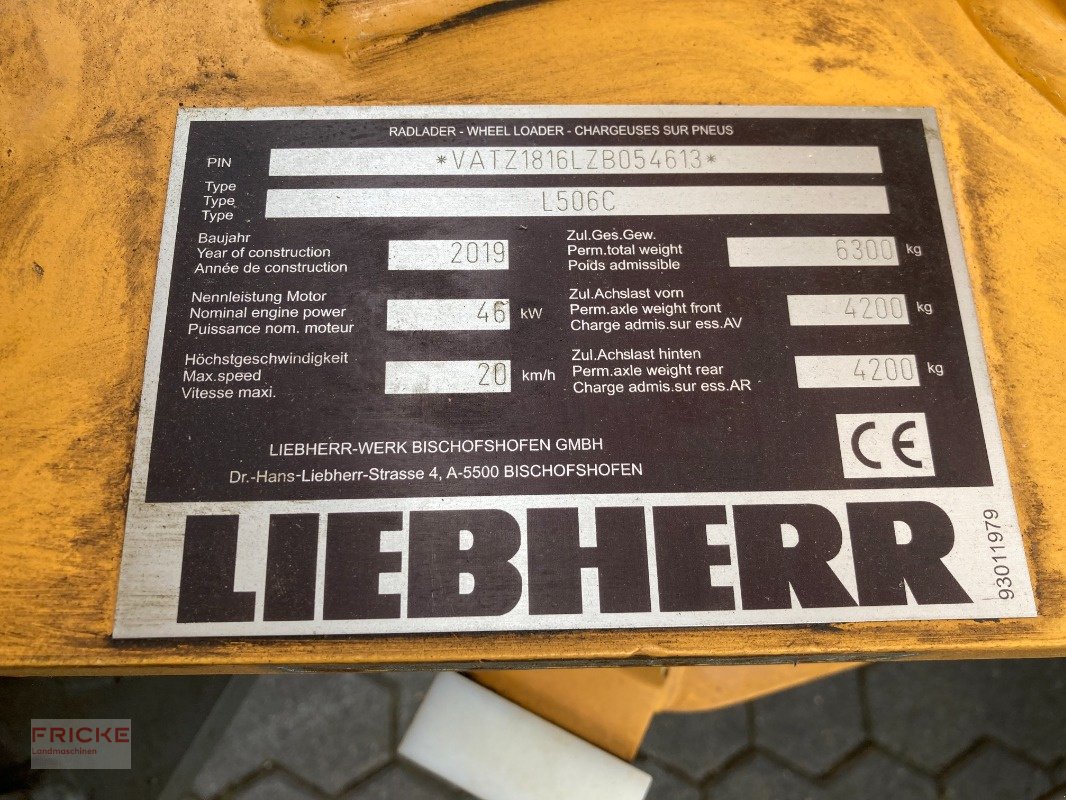 RADLADER - WHEEL LOADER - CHARGEUSES SUR PNEUS
PIN *VATZ1816LZB054613*
Type
Type L506C
Type
Baujahr
Year of construction 2019
Année de construction
Zul.Ges.Gew.
Perm.total weight 6300 kg
Poids admissible
Nennleistung Motor
Nominal engine power 46 kW
Puissance nom. moteur
Zul.Achslast vorn
Perm.axle weight front 4200 kg
Charge admis.sur ess.AV
Höchstgeschwindigkeit
Max.speed 20 km/h
Vitesse maxi.
Zul.Achslast hinten
Perm.axle weight rear 4200 kg
Charge admis.sur ess.AR
LIEBHERR-WERK BISCHOFSHOFEN GMBH
Dr.-Hans-Liebherr-Strasse 4, A-5500 BISCHOFSHOFEN
CE
LIEBHERR
93011979
FRICKE
Landmaschinen